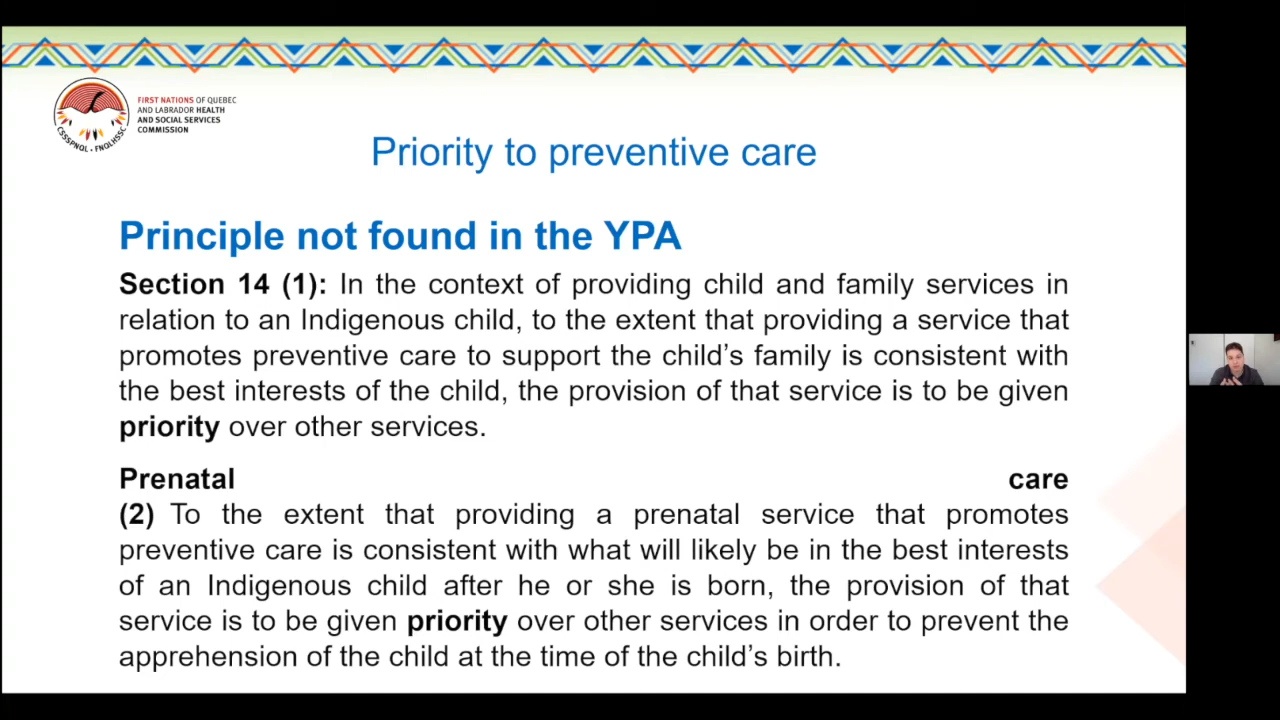 FIRST NATIONS OF QUEBEC
AND LABRADOR HEALTH
AND SOCIAL SERVICES
COMMISSION
CSSSPNQL • FNQLHSSC
Priority to preventive care
Principle not found in the YPA
Section 14 (1): In the context of providing child and family services in
relation to an Indigenous child, to the extent that providing a service that
promotes preventive care to support the child’s family is consistent with
the best interests of the child, the provision of that service is to be given
priority over other services.
Prenatal care
(2) To the extent that providing a prenatal service that promotes
preventive care is consistent with what will likely be in the best interests
of an Indigenous child after he or she is born, the provision of that
service is to be given priority over other services in order to prevent the
apprehension of the child at the time of the child’s birth.